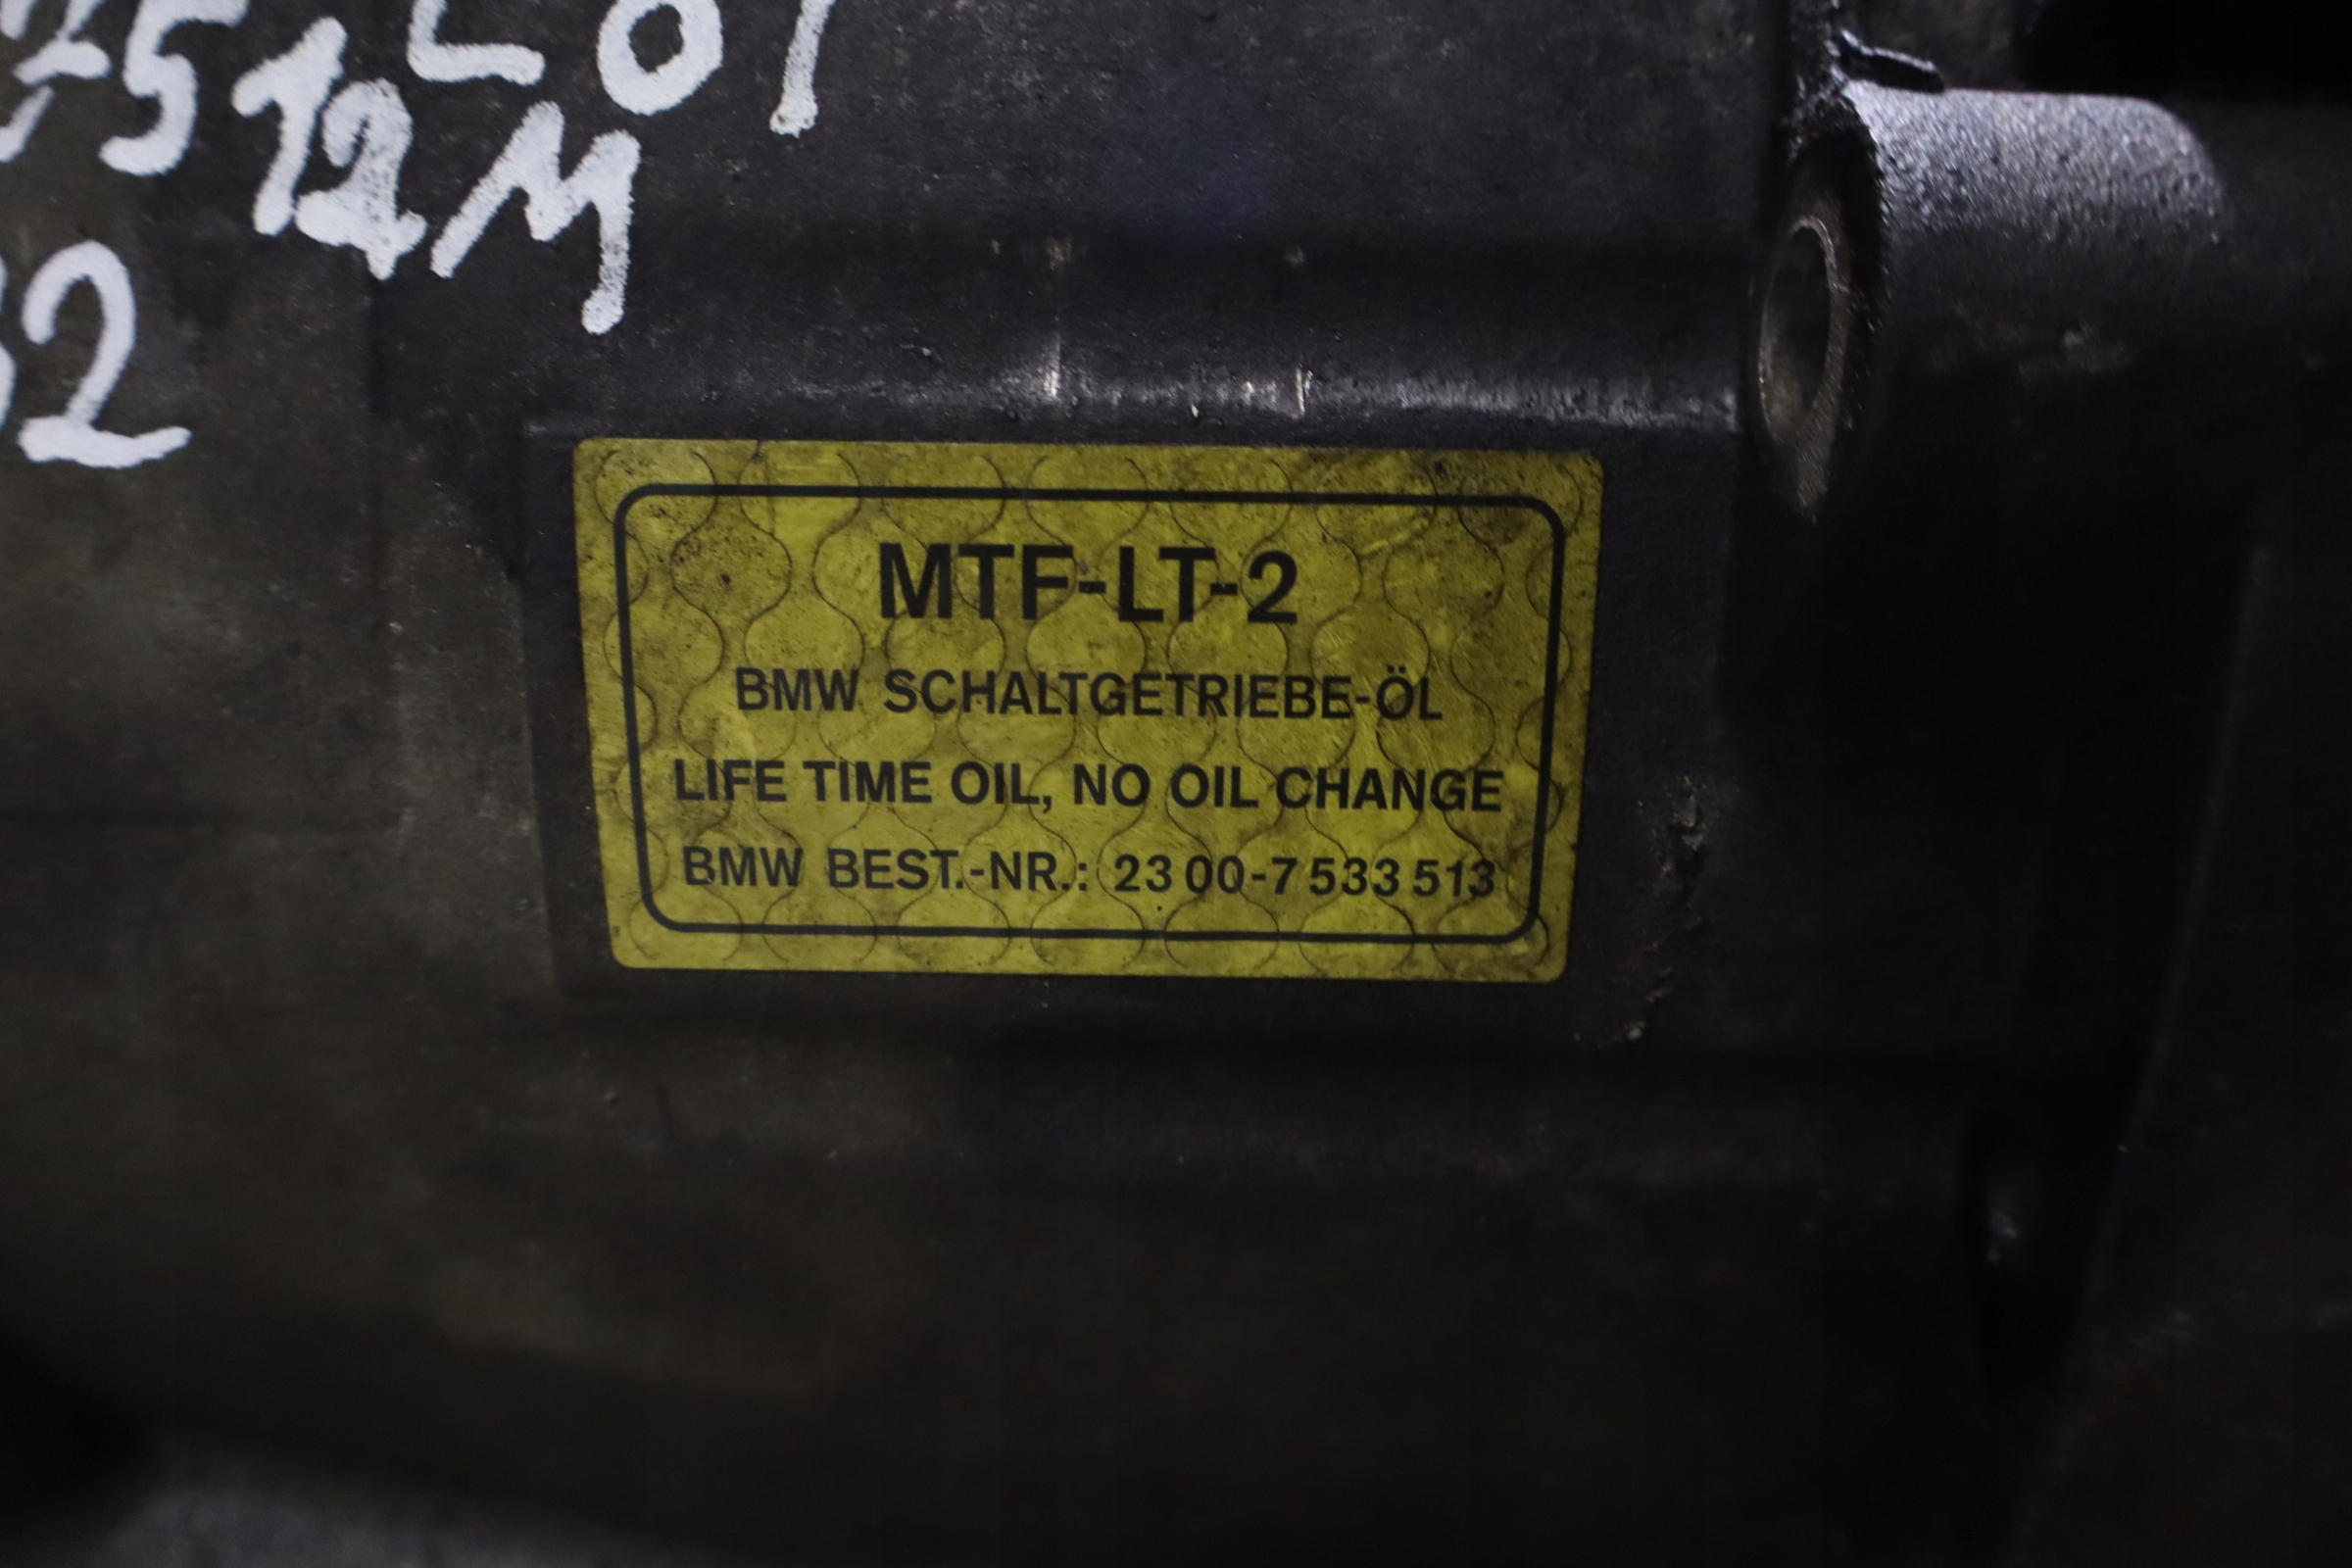 MTF-LT-2
BMW SCHALTGETRIEBE-ÖL
LIFE TIME OIL, NO OIL CHANGE
BMW BEST.-NR.: 23 00-7 533 513